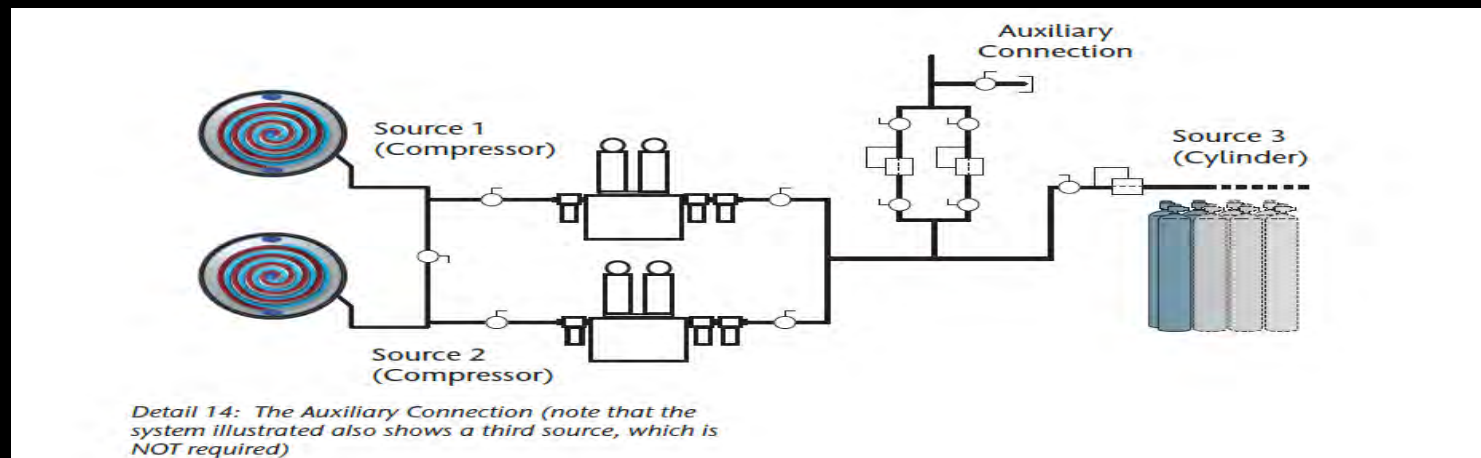 Auxiliary
Connection
Source 1
(Compressor)
Source 3
(Cylinder)
Source 2
(Compressor)
Detail 14: The Auxiliary Connection (note that the
system illustrated also shows a third source, which is
NOT required)